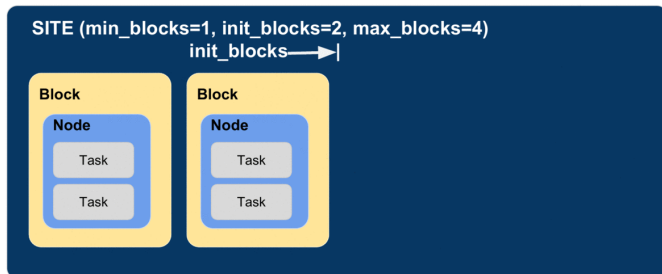 SITE (min_blocks=1, init_blocks=2, max_blocks=4)
init_blocks
Block
Block
Node
Node
Task
Task
Task
Task